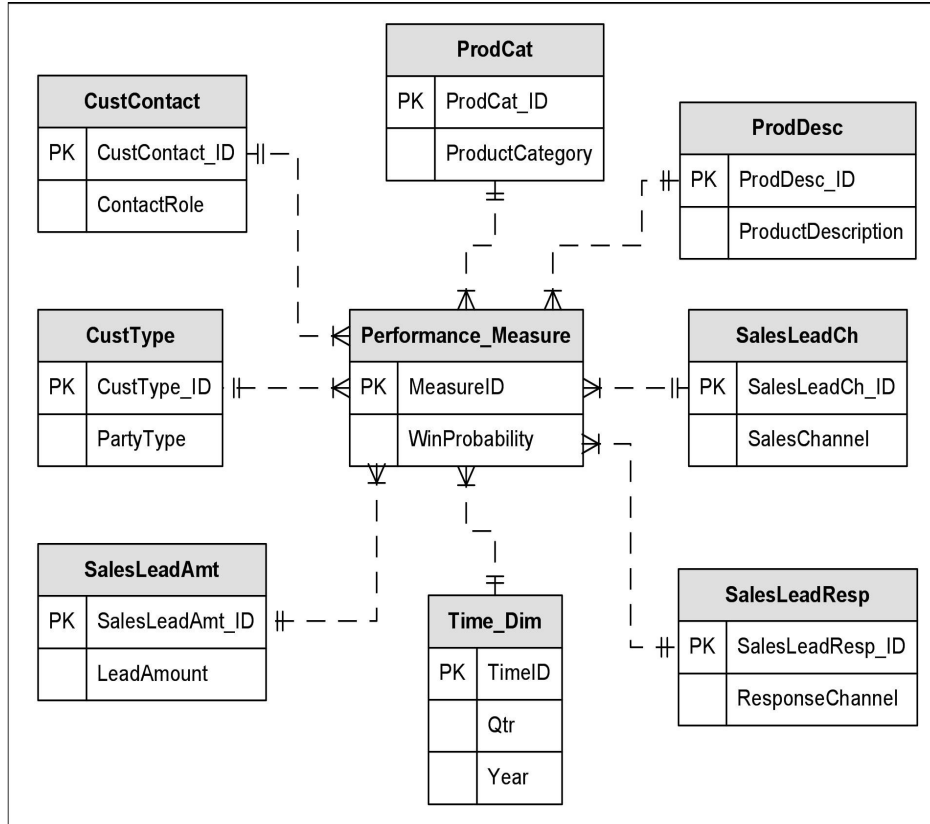 CustContact
PK CustContact_ID
ContactRole
ProdCat
PK ProdCat_ID
ProductCategory
ProdDesc
PK ProdDesc_ID
ProductDescription
CustType
PK CustType_ID
PartyType
Performance_Measure
PK MeasureID
WinProbability
SalesLeadCh
PK SalesLeadCh_ID
SalesChannel
SalesLeadAmt
PK SalesLeadAmt_ID
LeadAmount
Time_Dim
PK TimeID
Qtr
Year
SalesLeadResp
PK SalesLeadResp_ID
ResponseChannel